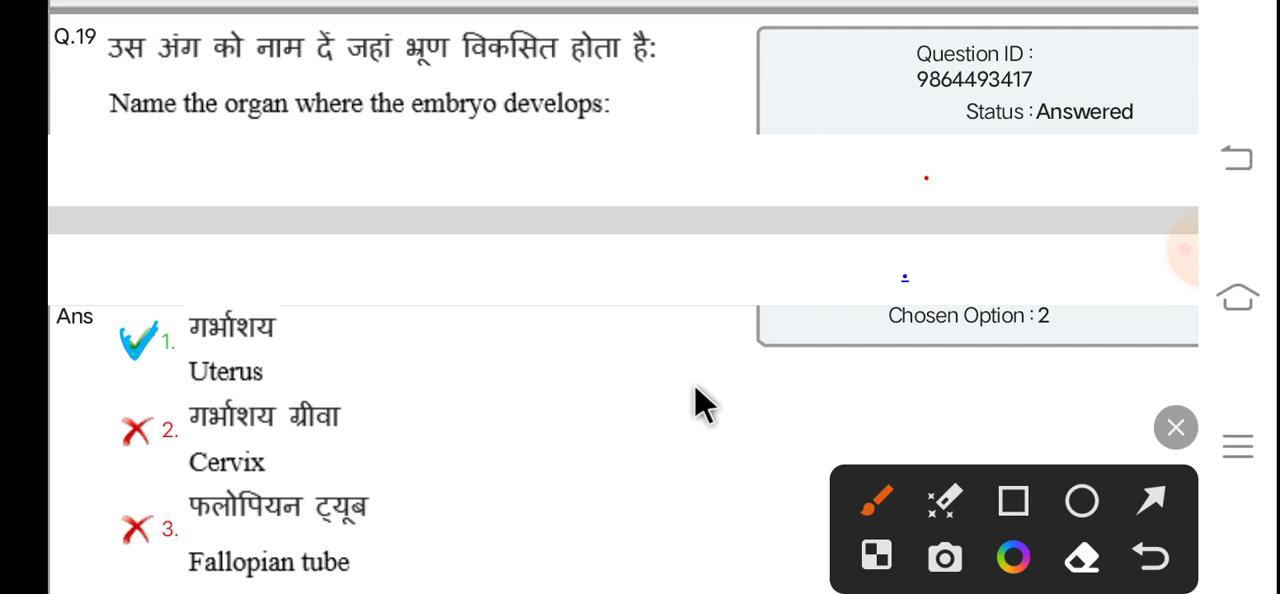 Q.19 उस अंग को नाम दें जहां भ्रूण विकसित होता है:
Name the organ where the embryo develops:
Question ID :
9864493417
Status : Answered
Ans
1. गर्भाशय
Uterus
2. गर्भाशय ग्रीवा
Cervix
3. फलोपियन ट्यूब
Fallopian tube
Chosen Option : 2